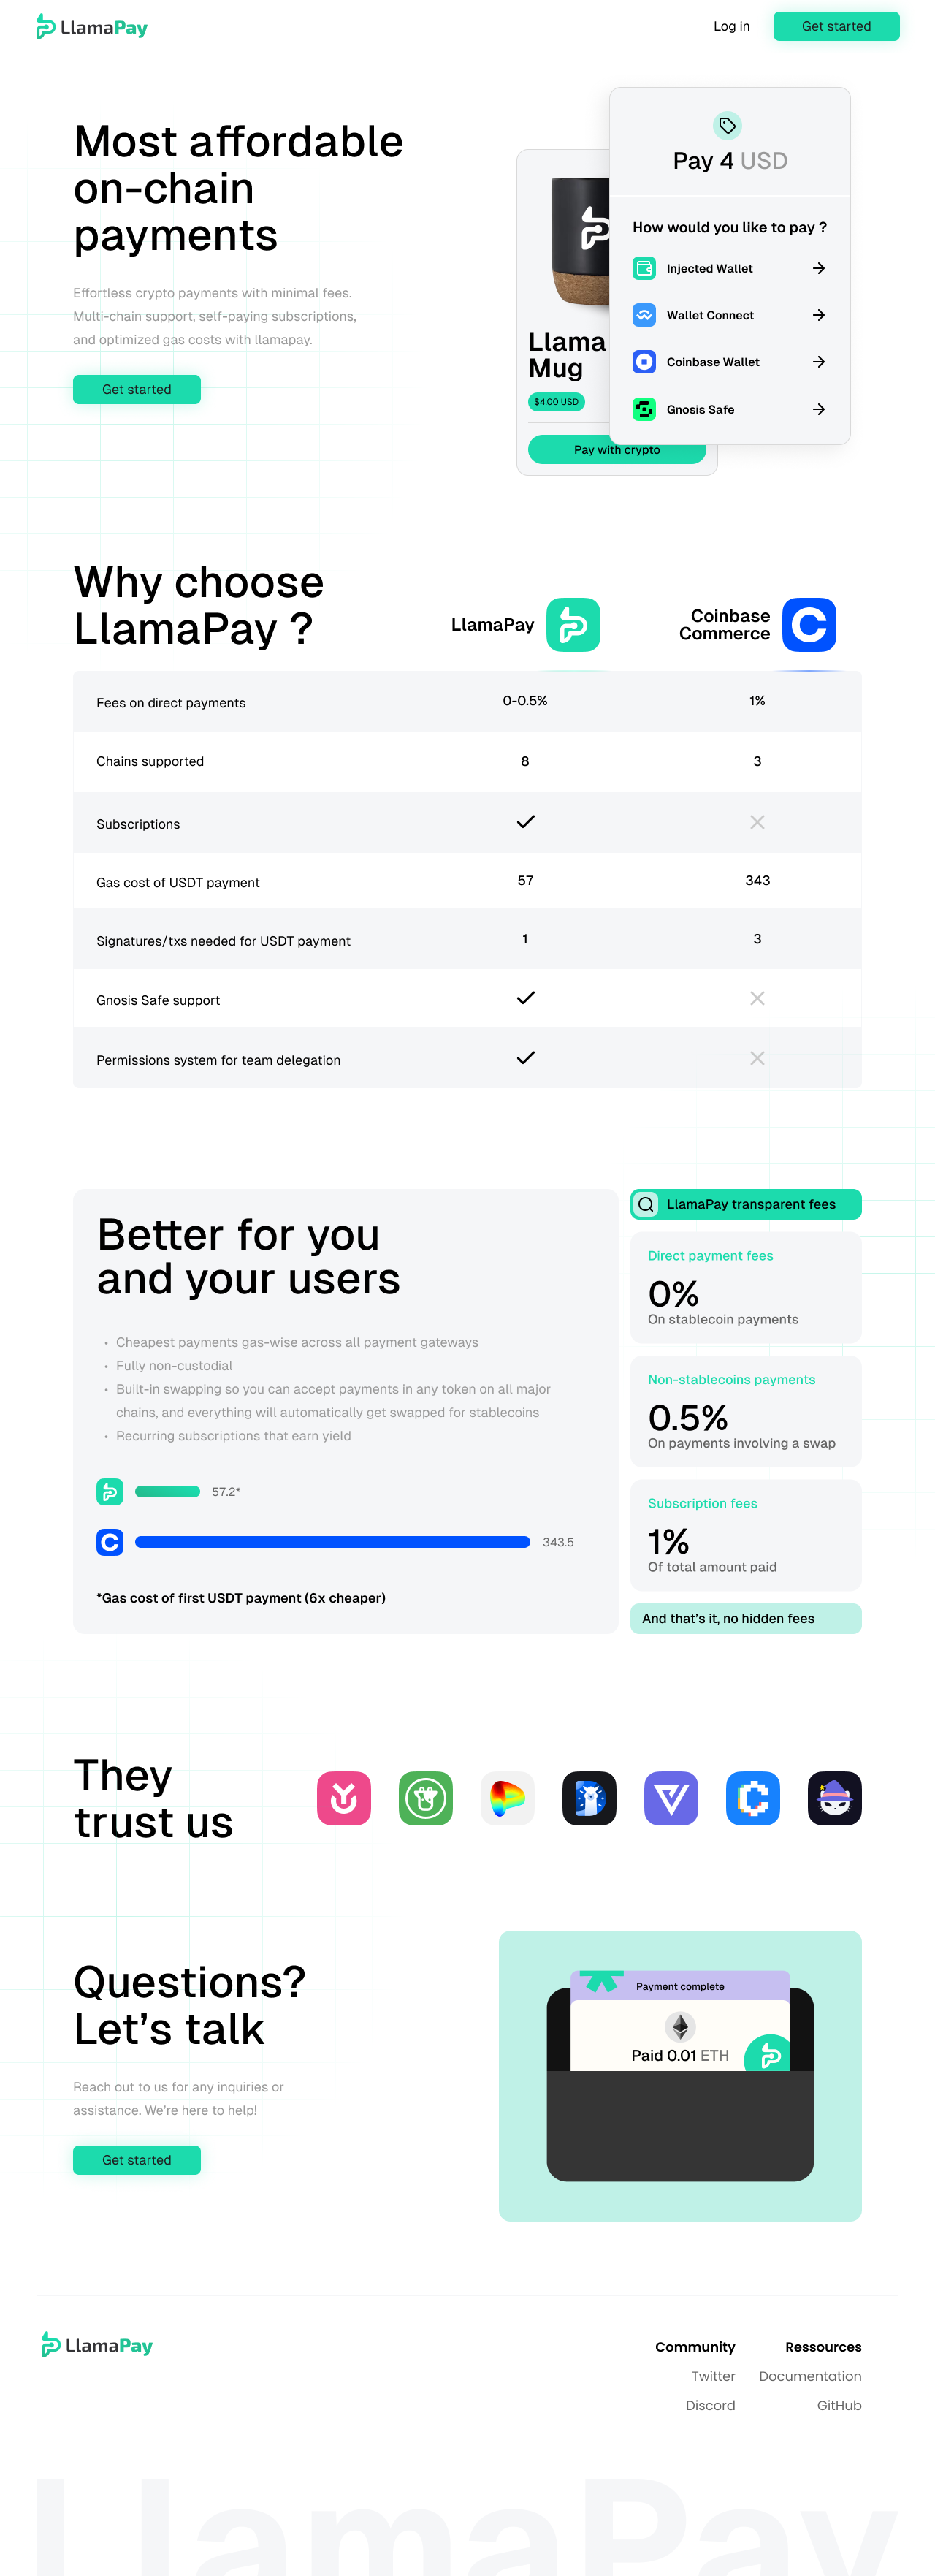 LlamaPay
Log in
Get started
Most affordable
on-chain
payments
Effortless crypto payments with minimal fees.
Multi-chain support, self-paying subscriptions,
and optimized gas costs with llamapay.
Get started
Llama
Mug
$4.00 USD
Pay with crypto
Pay 4 USD
How would you like to pay ?
Injected Wallet
Wallet Connect
Coinbase Wallet
Gnosis Safe
Why choose
LlamaPay ?
LlamaPay
Coinbase
Commerce
Fees on direct payments 0-0.5% 1%
Chains supported 8 3
Subscriptions
Gas cost of USDT payment 57 343
Signatures/txs needed for USDT payment 1 3
Gnosis Safe support
Permissions system for team delegation
Better for you
and your users
• Cheapest payments gas-wise across all payment gateways
• Fully non-custodial
• Built-in swapping so you can accept payments in any token on all major
chains, and everything will automatically get swapped for stablecoins
• Recurring subscriptions that earn yield
57.2*
343.5
*Gas cost of first USDT payment (6x cheaper)
LlamaPay transparent fees
Direct payment fees
0%
On stablecoin payments
Non-stablecoins payments
0.5%
On payments involving a swap
Subscription fees
1%
Of total amount paid
And that’s it, no hidden fees
They
trust us
Questions?
Let’s talk
Reach out to us for any inquiries or
assistance. We’re here to help!
Get started
Payment complete
Paid 0.01 ETH
LlamaPay
Community
Twitter
Discord
Ressources
Documentation
GitHub
LlamaPay